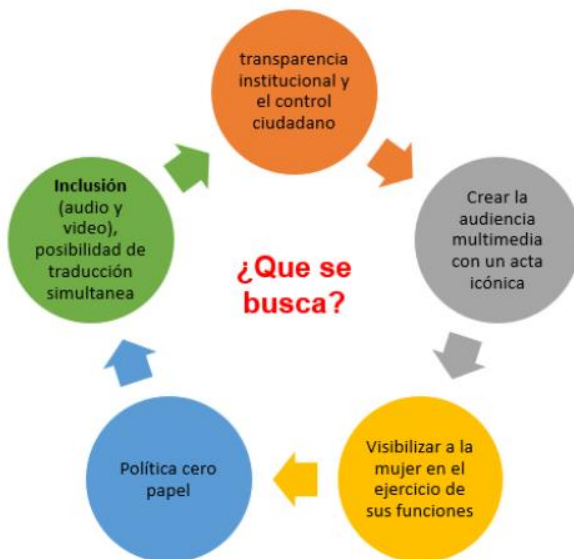 transparencia
institucional y
el control
ciudadano
Crear la
audiencia
multimedia
con un acta
icónica
Visibilizar a la
mujer en el
ejercicio de
sus funciones
Política cero
papel
Inclusión
(audio y
video),
posibilidad de
traducción
simultanea
¿Que se
busca?